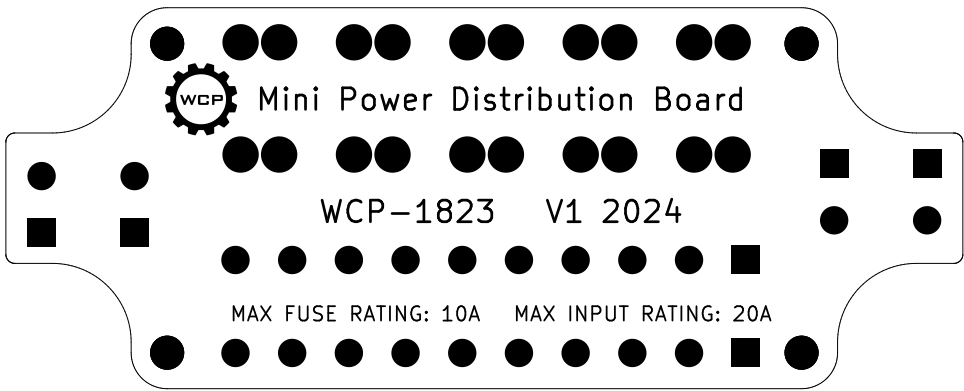 WCP
Mini Power Distribution Board
WCP-1823 V1 2024
MAX FUSE RATING: 10A MAX INPUT RATING: 20A